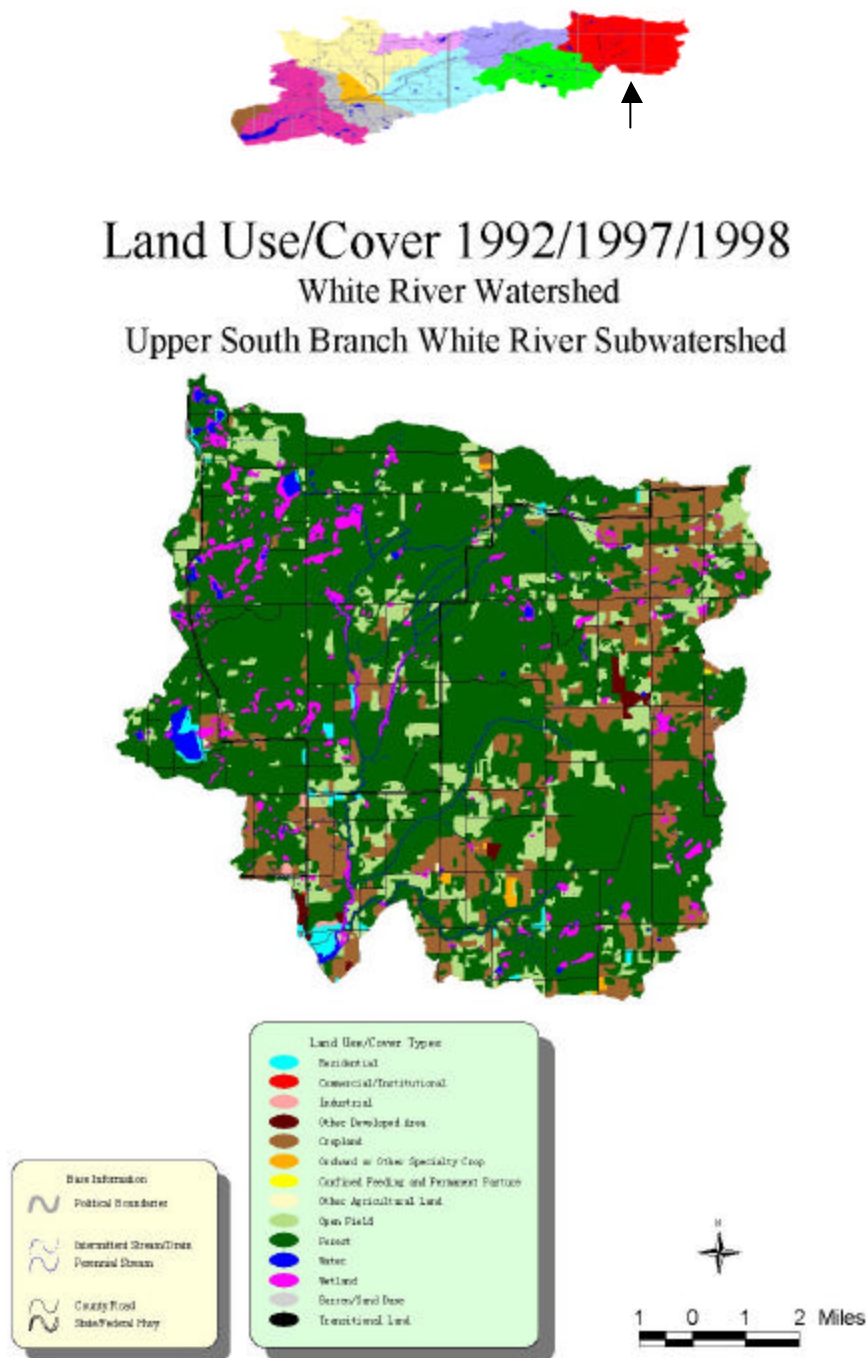 Land Use/Cover 1992/1997/1998
White River Watershed
Upper South Branch White River Subwatershed
Land Use/Cover Types
Residential
Commercial/Institutional
Industrial
Other Developed Area
Cropland
Orchard or Other Specialty Crop
Confined Feeding and Permanent Pasture
Other Agricultural Land
Open Field
Forest
Water
Wetland
Barren/Sand Dune
Transitional Land
Base Information
Political Boundaries
Intermittent Stream/Drain
Perennial Stream
County Road
State/Federal Hwy
N
1 0 1 2 Miles